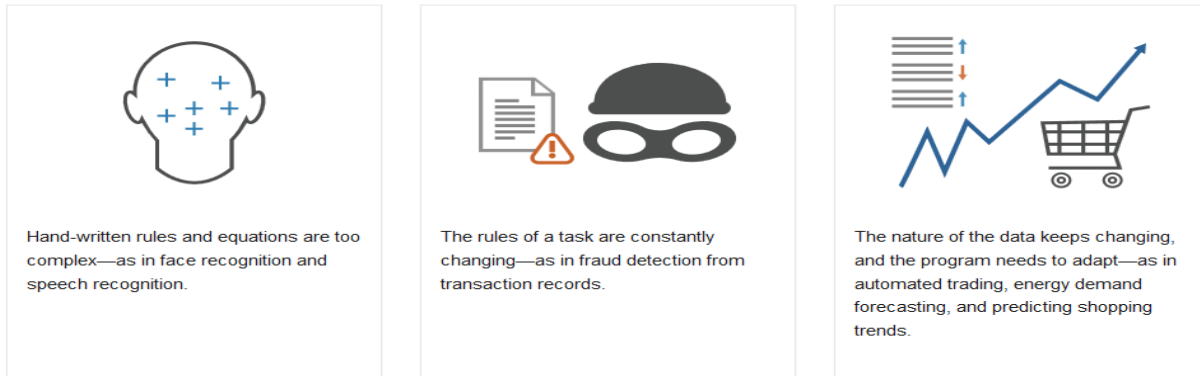 Hand-written rules and equations are too
complex—as in face recognition and
speech recognition.
The rules of a task are constantly
changing—as in fraud detection from
transaction records.
The nature of the data keeps changing,
and the program needs to adapt—as in
automated trading, energy demand
forecasting, and predicting shopping
trends.